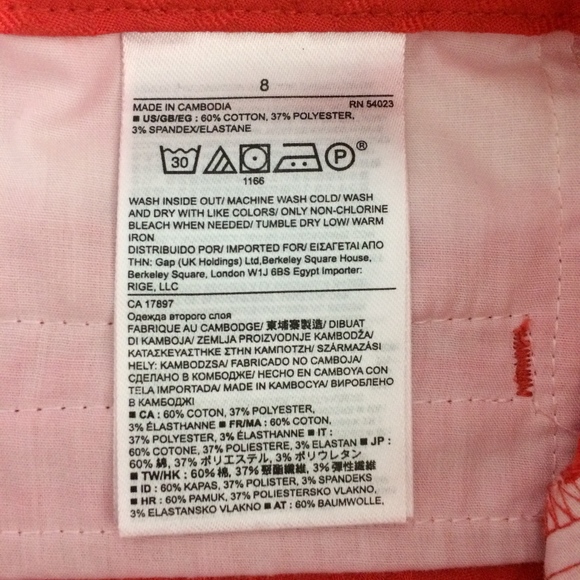 8
MADE IN CAMBODIA RN 54023
■ US/GB/EG : 60% COTTON, 37% POLYESTER,
3% SPANDEX/ELASTANE
30 P ®
1166
WASH INSIDE OUT/ MACHINE WASH COLD/ WASH
AND DRY WITH LIKE COLORS/ ONLY NON-CHLORINE
BLEACH WHEN NEEDED/ TUMBLE DRY LOW/ WARM
IRON
DISTRIBUIDO POR/ IMPORTED FOR/ ΕΙΣΑΓΕΤΑΙ ΑΠΟ
ΤΗΝ: Gap (UK Holdings) Ltd,Berkeley Square House,
Berkeley Square, London W1J 6BS Egypt Importer:
RIGE, LLC
CA 17897
Одежда второго слоя
FABRIQUE AU CAMBODGE/ 柬埔寨製造/ DIBUAT
DI KAMBOJA/ ZEMLJA PROIZVODNJE KAMBODŽA/
ΚΑΤΑΣΚΕΥΑΣΤΗΚΕ ΣΤΗΝ ΚΑΜΠΟΤΖΗ/ SZÁRMAZÁSI
HELY: KAMBODZSA/ FABRICADO NO CAMBOJA/
СДЕЛАНО В КОМБОДЖЕ/ HECHO EN CAMBOYA CON
TELA IMPORTADA/ MADE IN KAMBOCYA/ ВИРОБЛЕНО
В КАМБОДЖІ
■ CA : 60% COTON, 37% POLYESTER,
3% ÉLASTHANNE ■ FR/MA : 60% COTON,
37% POLYESTER, 3% ÉLASTHANNE ■ IT :
60% COTONE, 37% POLIESTERE, 3% ELASTAN ■ JP :
60% 綿, 37% ポリエステル, 3% ポリウレタン
■ TW/HK : 60% 棉, 37% 聚酯纖維, 3% 彈性纖維
■ ID : 60% KAPAS, 37% POLISTER, 3% SPANDEKS
■ HR : 60% PAMUK, 37% POLIESTERSKO VLAKNO,
3% ELASTANSKO VLAKNO ■ AT : 60% BAUMWOLLE,